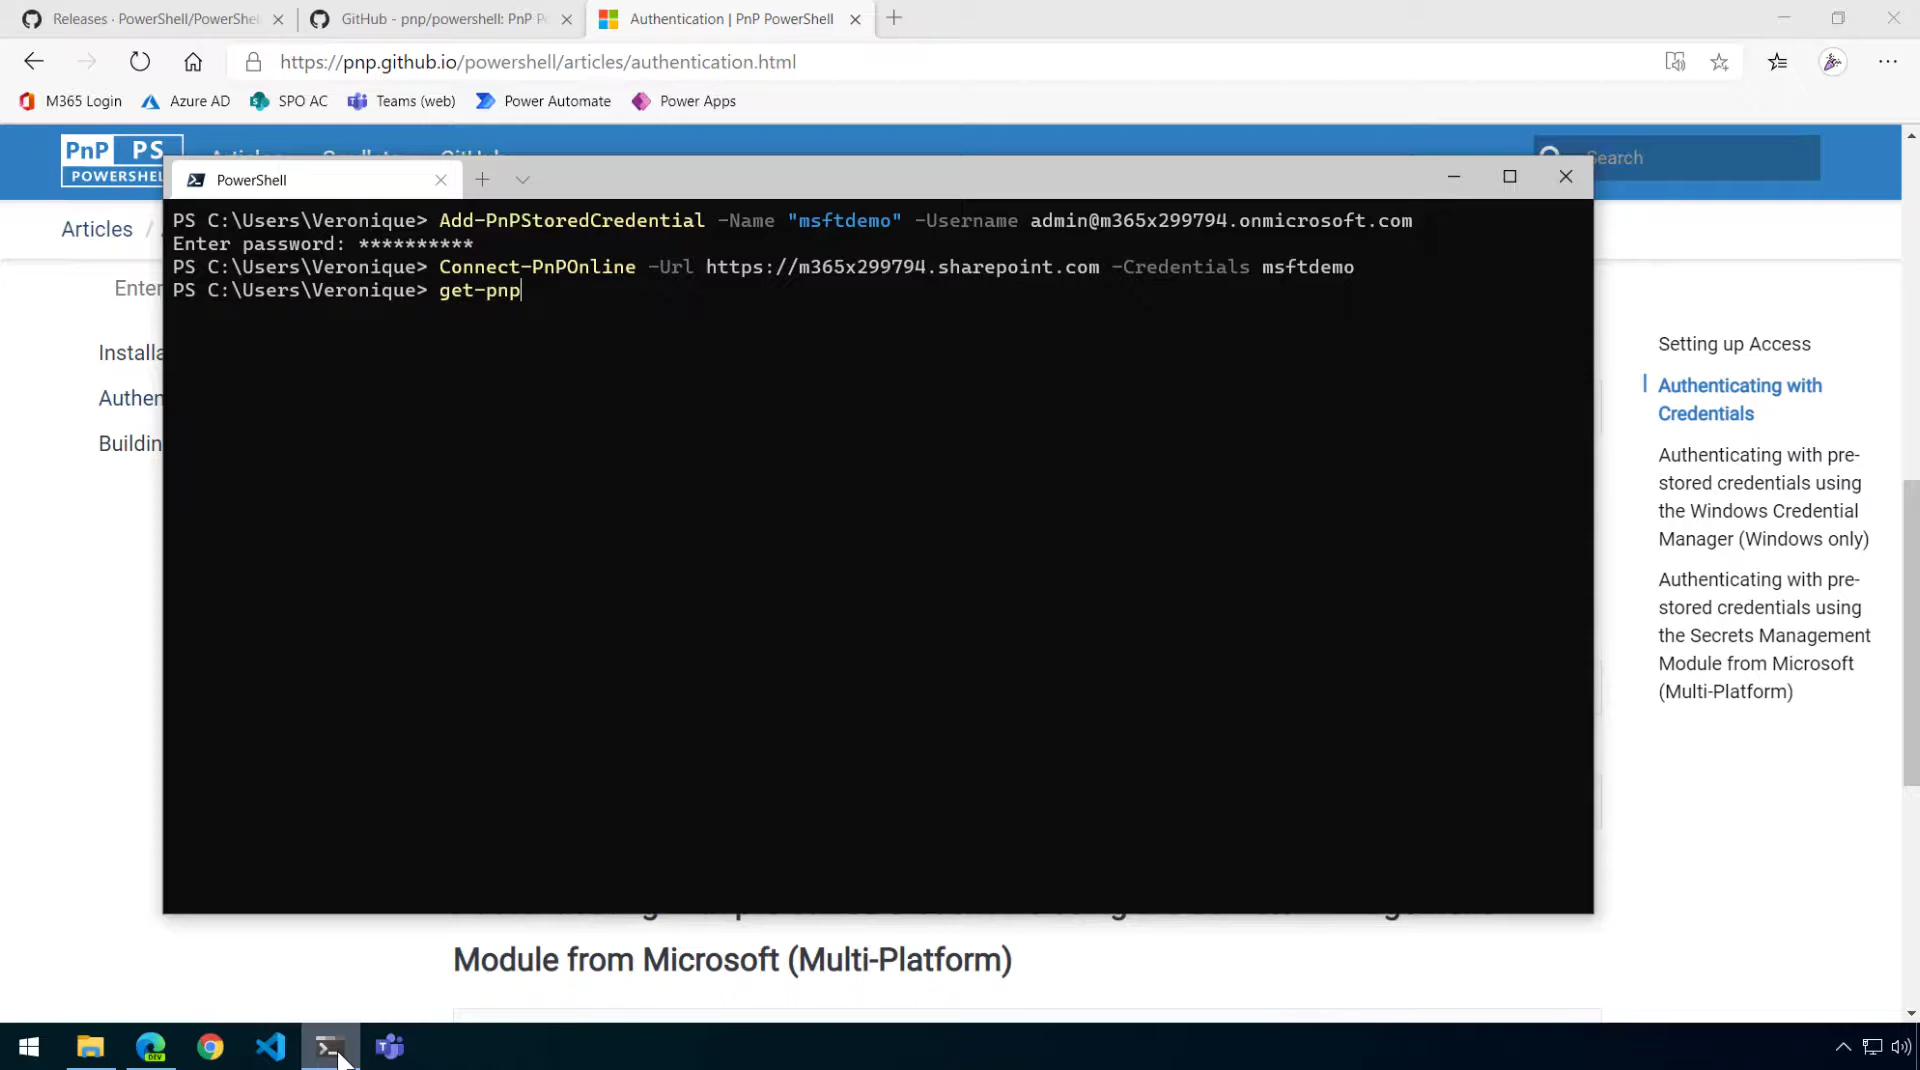 Releases · PowerShell/PowerShe
GitHub - pnp/powershell: PnP P
Authentication | PnP PowerShell
https://pnp.github.io/powershell/articles/authentication.html
M365 Login
Azure AD
SPO AC
Teams (web)
Power Automate
Power Apps
PnP PS
POWERSHEL
Search
Articles /
PowerShell
PS C:\Users\Veronique> Add-PnPStoredCredential -Name "msftdemo" -Username admin@m365x299794.onmicrosoft.com
Enter password: **********
PS C:\Users\Veronique> Connect-PnPOnline -Url https://m365x299794.sharepoint.com -Credentials msftdemo
PS C:\Users\Veronique> get-pnp
Enter
Installa
Authen
Buildin
Setting up Access
Authenticating with
Credentials
Authenticating with pre-
stored credentials using
the Windows Credential
Manager (Windows only)
Authenticating with pre-
stored credentials using
the Secrets Management
Module from Microsoft
(Multi-Platform)
Module from Microsoft (Multi-Platform)
DEV